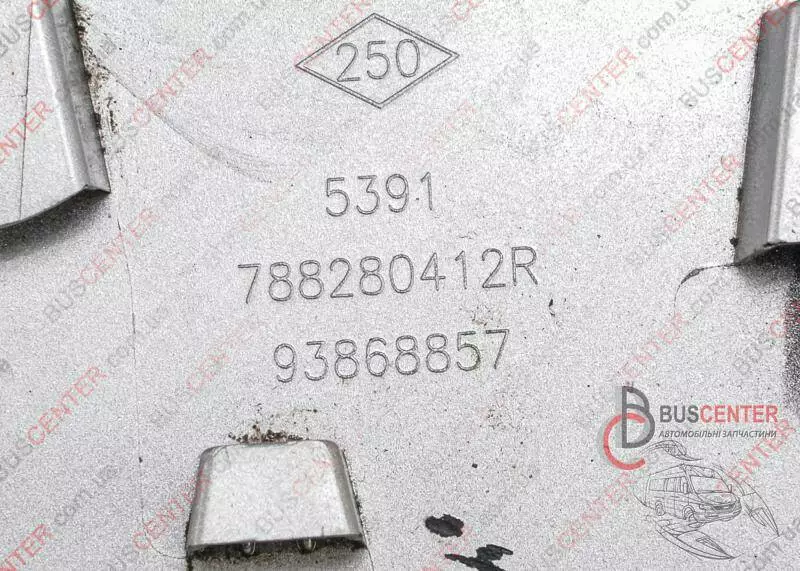 250
5391
788280412R
93868857
BUSCENTER
АВТОМОБІЛЬНІ ЗАПЧАСТИНИ